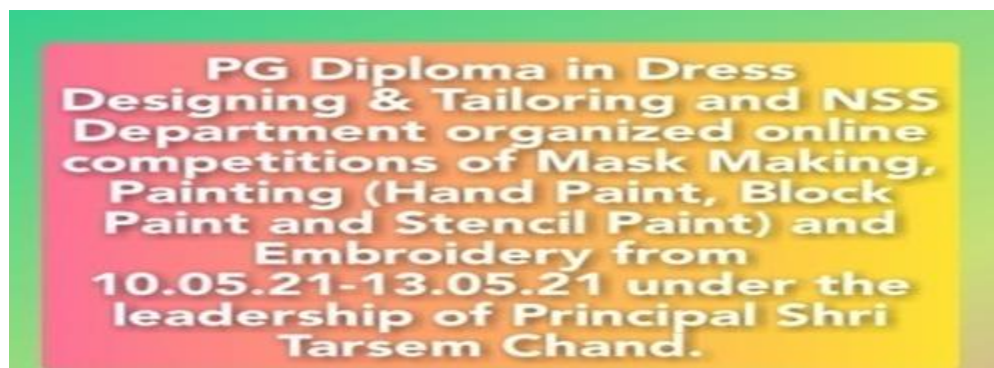 PG Diploma in Dress
Designing & Tailoring and NSS
Department organized online
competitions of Mask Making,
Painting (Hand Paint, Block
Paint and Stencil Paint) and
Embroidery from
10.05.21-13.05.21 under the
leadership of Principal Shri
Tarsem Chand.